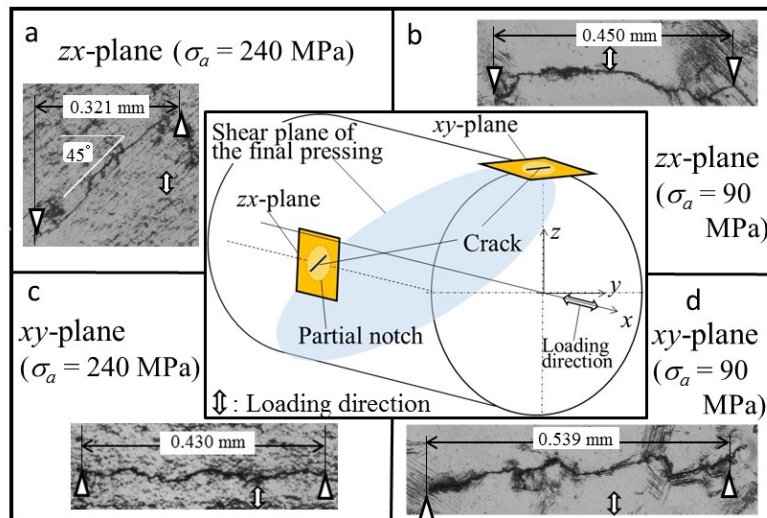 a
zx-plane (σa = 240 MPa)
0.321 mm
45°
b
0.450 mm
zx-plane
(σa = 90
MPa)
Shear plane of
the final pressing
xy-plane
zx-plane
Crack
z
y
x
Partial notch
Loading
direction
⇕: Loading direction
c
xy-plane
(σa = 240 MPa)
0.430 mm
d
xy-plane
(σa = 90
MPa)
0.539 mm